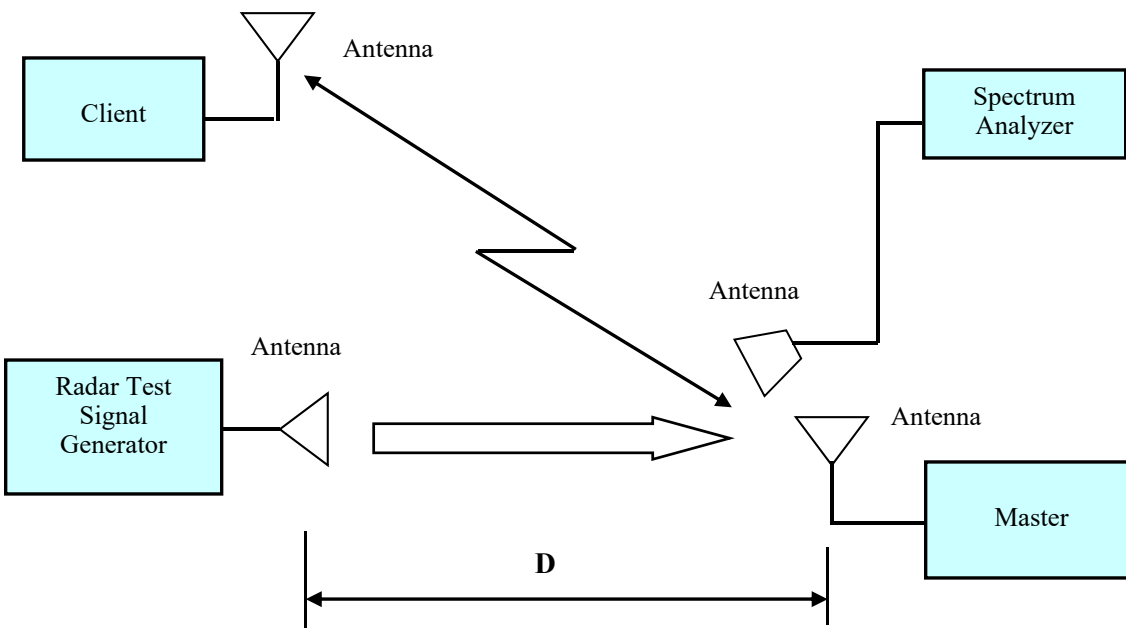 Antenna
Client
Spectrum
Analyzer
Antenna
Antenna
Radar Test
Signal
Generator
Antenna
Master
D